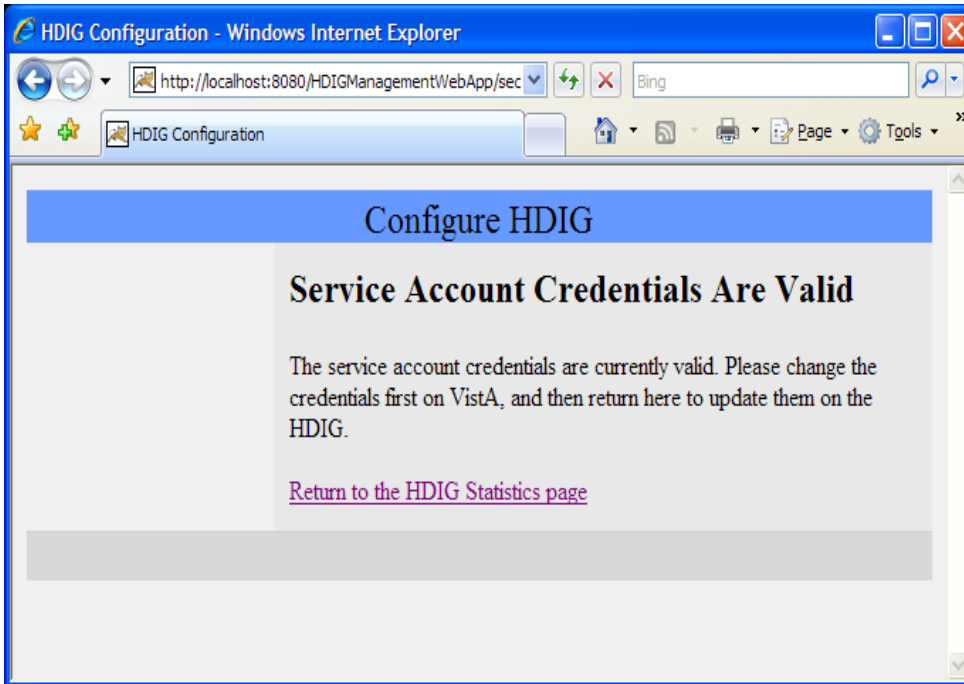 HDIG Configuration - Windows Internet Explorer
http://localhost:8080/HDIGManagementWebApp/sec
Bing
HDIG Configuration
Page
Tools
»
Configure HDIG
Service Account Credentials Are Valid
The service account credentials are currently valid. Please change the
credentials first on VistA, and then return here to update them on the
HDIG.
Return to the HDIG Statistics page